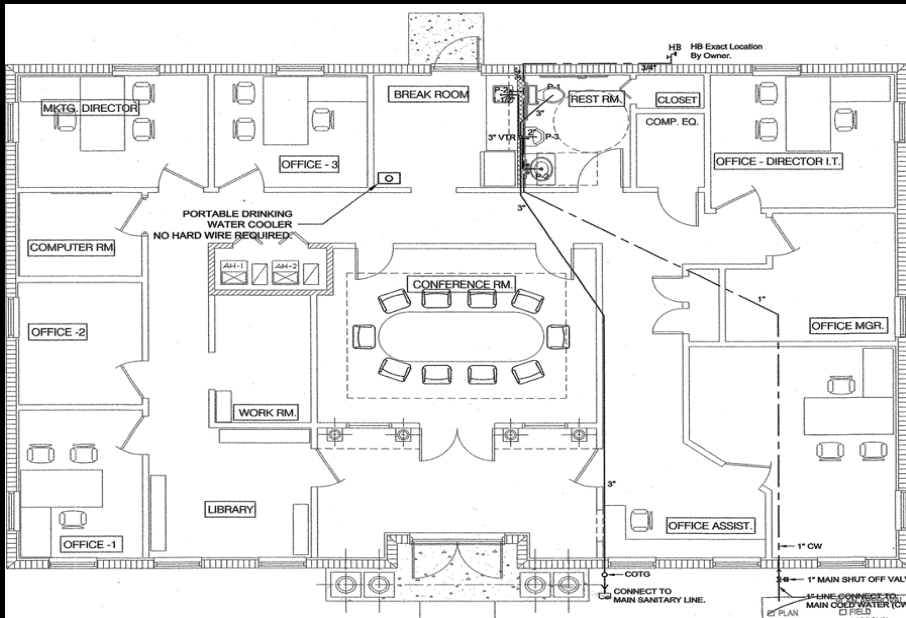 HB
HB Exact Location
By Owner.
3/4"
MKTG. DIRECTOR
OFFICE - 3
BREAK ROOM
P-2
3"
P-1
REST RM.
CLOSET
COMP. EQ.
OFFICE - DIRECTOR I.T.
3" VTR
2"
P-3
3"
PORTABLE DRINKING
WATER COOLER
NO HARD WIRE REQUIRED.
COMPUTER RM.
AH-1
AH-2
CONFERENCE RM.
1"
OFFICE MGR.
OFFICE -2
WORK RM.
3"
LIBRARY
OFFICE ASSIST.
OFFICE -1
1" CW
COTG
CONNECT TO
MAIN SANITARY LINE.
1" MAIN SHUT OFF VALV
1" LINE CONNECT TO
MAIN COLD WATER (CW
PLAN
FIELD